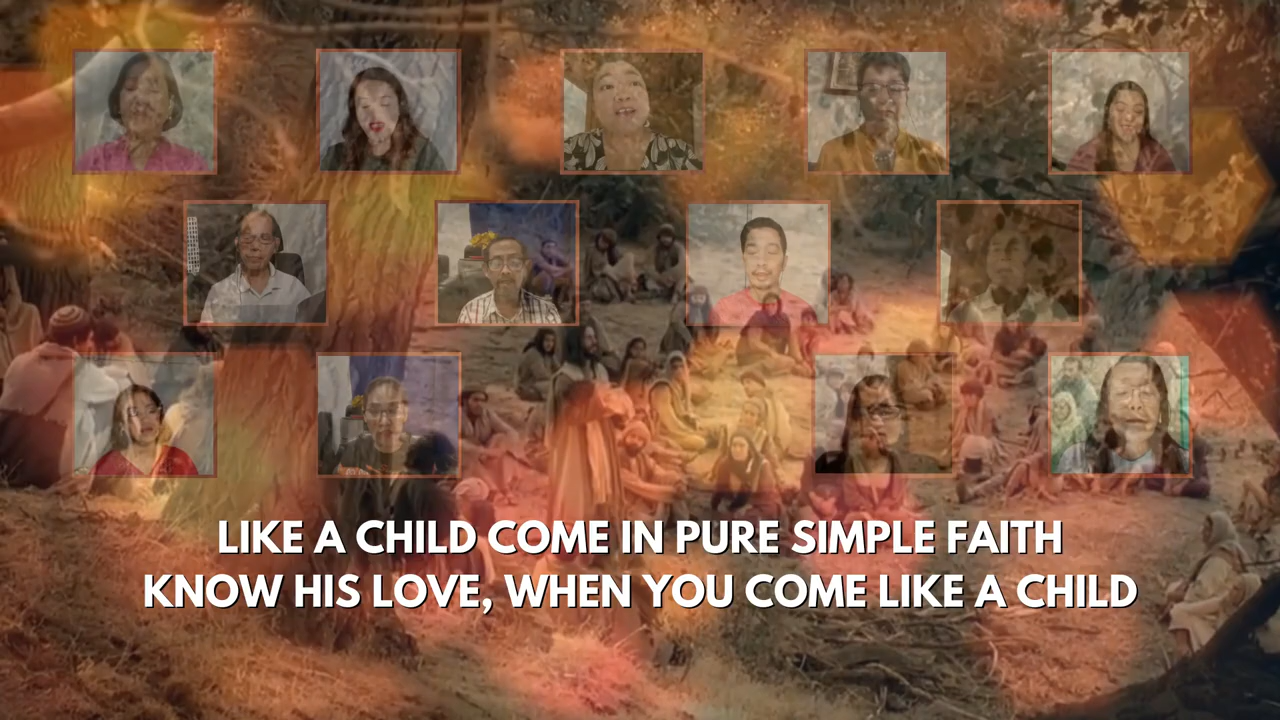 LIKE A CHILD COME IN PURE SIMPLE FAITH
KNOW HIS LOVE, WHEN YOU COME LIKE A CHILD